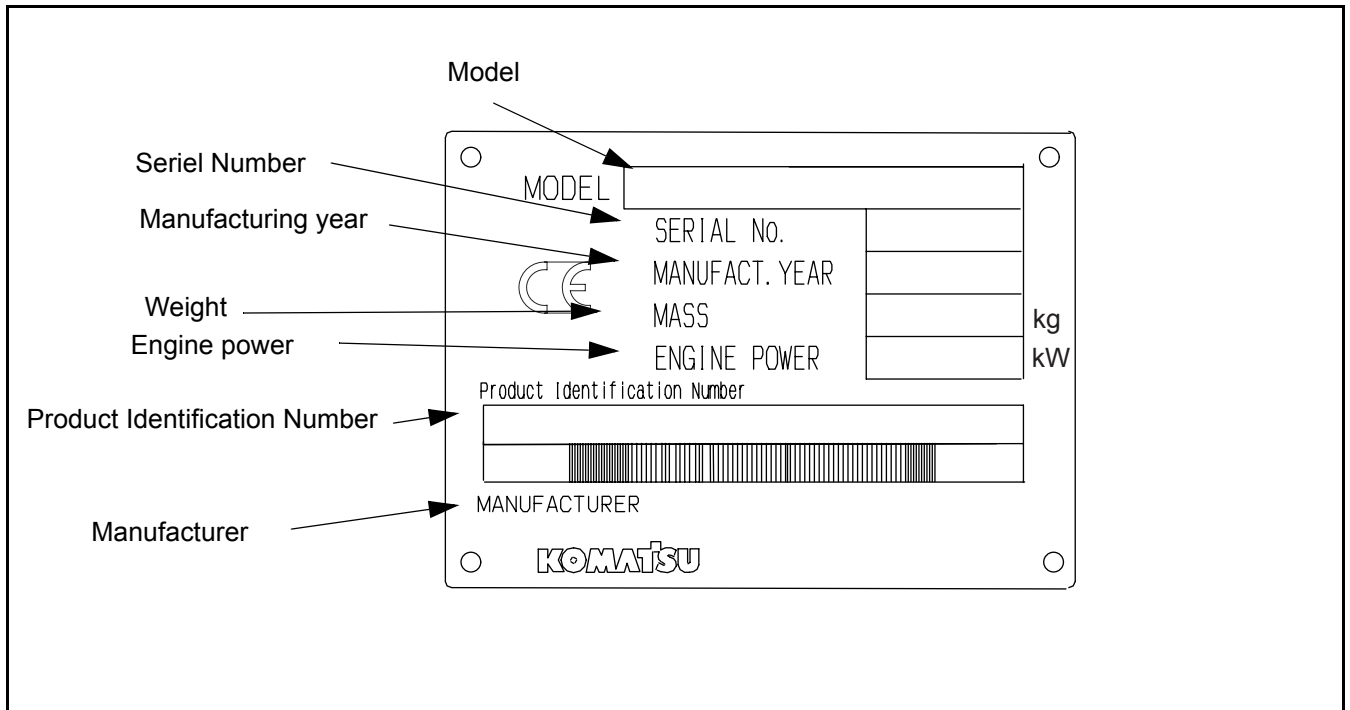 Model
Seriel Number
MODEL
Manufacturing year
SERIAL No.
MANUFACT. YEAR
CE
Weight
MASS
kg
Engine power
ENGINE POWER
kW
Product Identification Number
Product Identification Number
MANUFACTURER
Manufacturer
KOMATSU